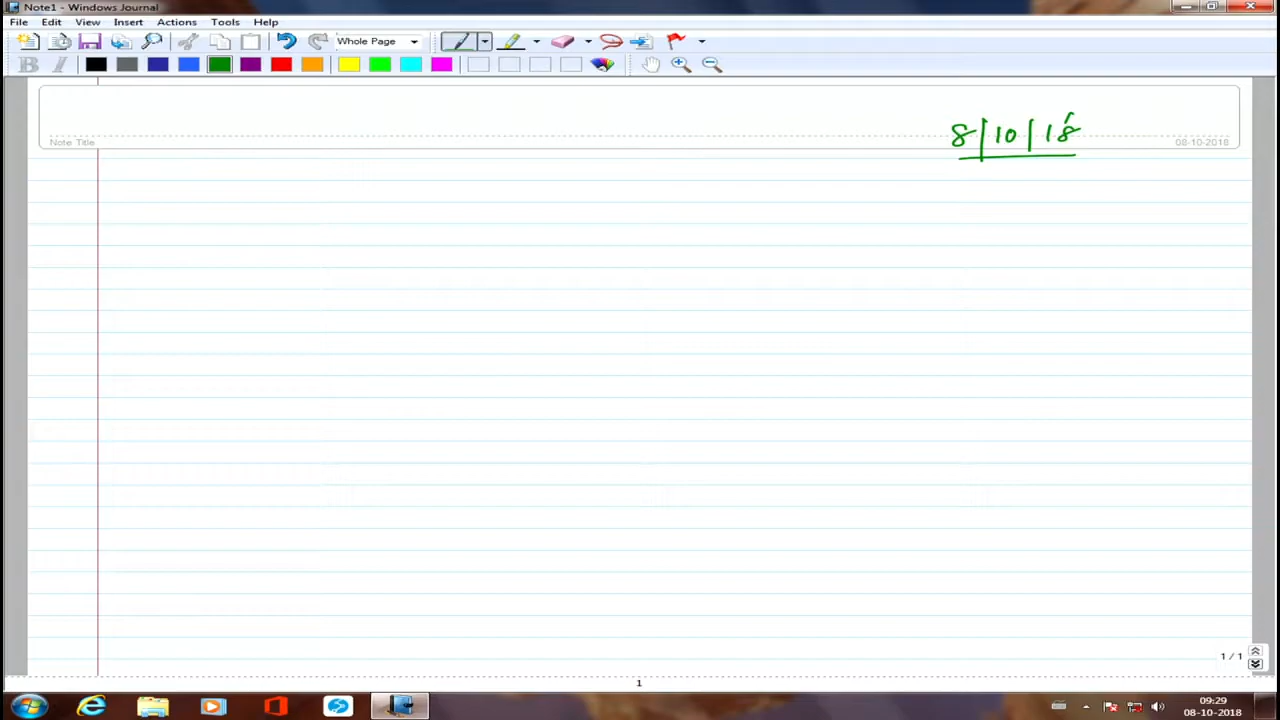 Note1 - Windows Journal
File Edit View Insert Actions Tools Help
Whole Page
B I
8|10|18
Note Title
08-10-2018
1 / 1
1
09:29
08-10-2018